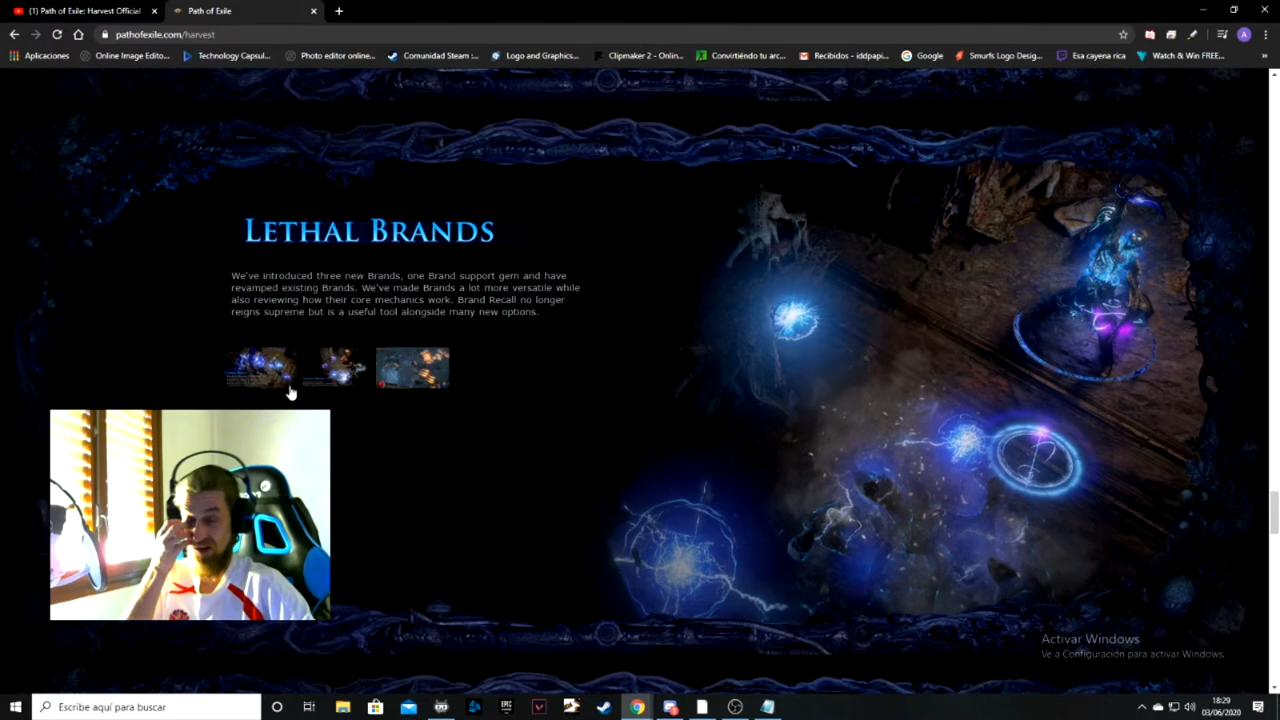 (1) Path of Exile: Harvest Official
Path of Exile
pathofexile.com/harvest
Aplicaciones
Online Image Edito...
Technology Capsul...
Photo editor online...
Comunidad Steam :...
Logo and Graphics...
Clipmaker 2 - Onlin...
Convirtiéndo tu arc...
Recibidos - iddpapi...
Google
Smurfs Logo Desig...
Esa cayena rica
Watch & Win FREE...
LETHAL BRANDS
We've introduced three new Brands, one Brand support gem and have
revamped existing Brands. We've made Brands a lot more versatile while
also reviewing how their core mechanics work. Brand Recall no longer
reigns supreme but is a useful tool alongside many new options.
Activar Windows
Ve a Configuración para activar Windows.
Escribe aquí para buscar
EPIC
18:29
03/06/2020